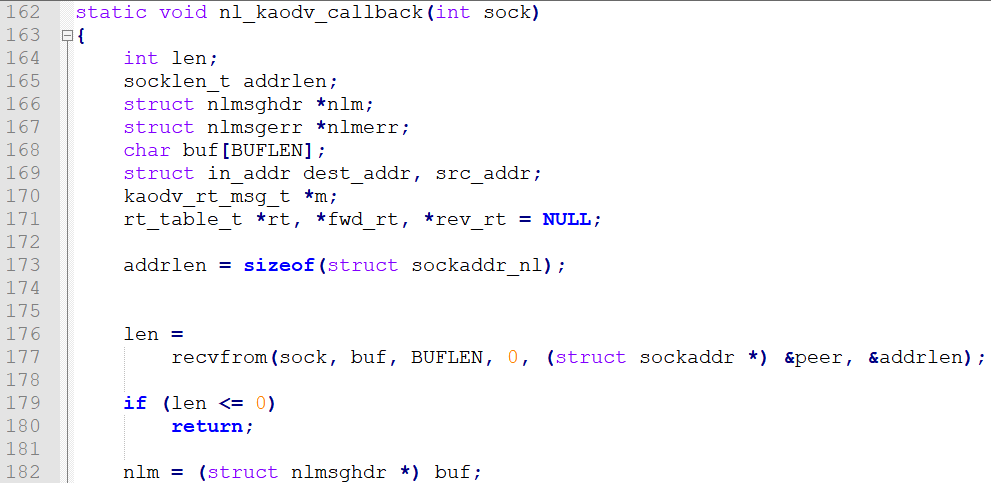 162 static void nl_kaodv_callback(int sock)
163 {
164 int len;
165 socklen_t addrlen;
166 struct nlmsghdr *nlm;
167 struct nlmsgerr *nlmerr;
168 char buf[BUFLEN];
169 struct in_addr dest_addr, src_addr;
170 kaodv_rt_msg_t *m;
171 rt_table_t *rt, *fwd_rt, *rev_rt = NULL;
172
173 addrlen = sizeof(struct sockaddr_nl);
174
175
176 len =
177 recvfrom(sock, buf, BUFLEN, 0, (struct sockaddr *) &peer, &addrlen);
178
179 if (len <= 0)
180 return;
181
182 nlm = (struct nlmsghdr *) buf;